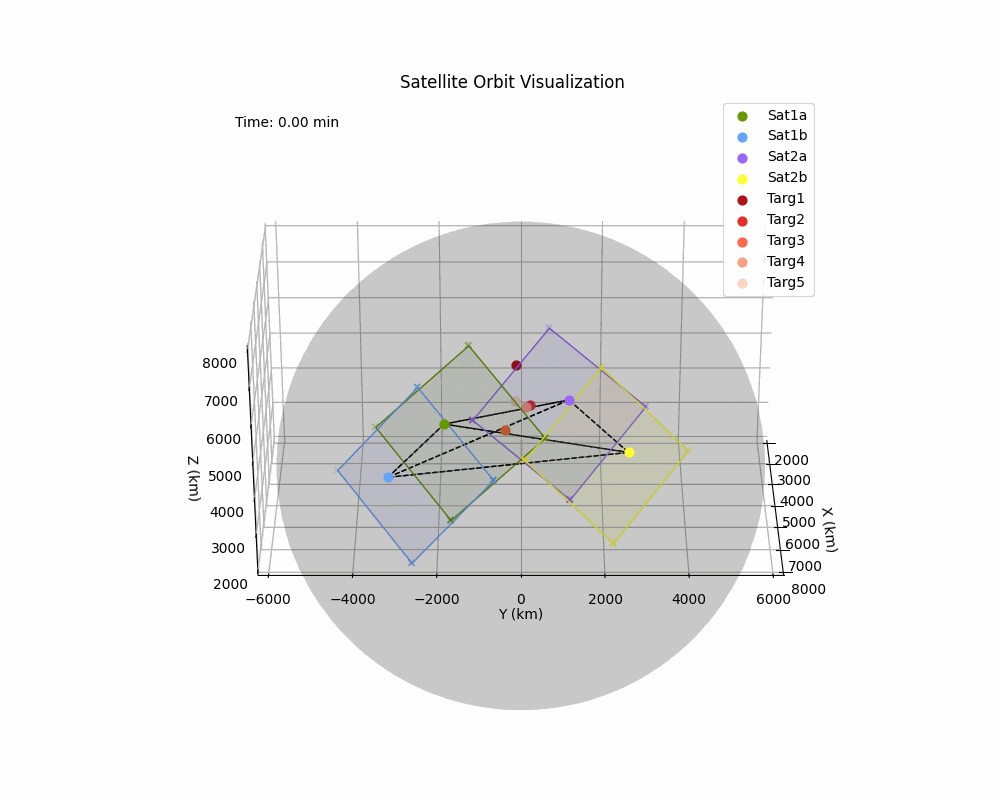 Satellite Orbit Visualization
Time: 0.00 min
Sat1a
Sat1b
Sat2a
Sat2b
Targ1
Targ2
Targ3
Targ4
Targ5
8000
7000
6000
5000
4000
3000
2000
Z (km)
−6000
−4000
−2000
0
2000
4000
6000
Y (km)
2000
3000
4000
5000
6000
7000
8000
X (km)